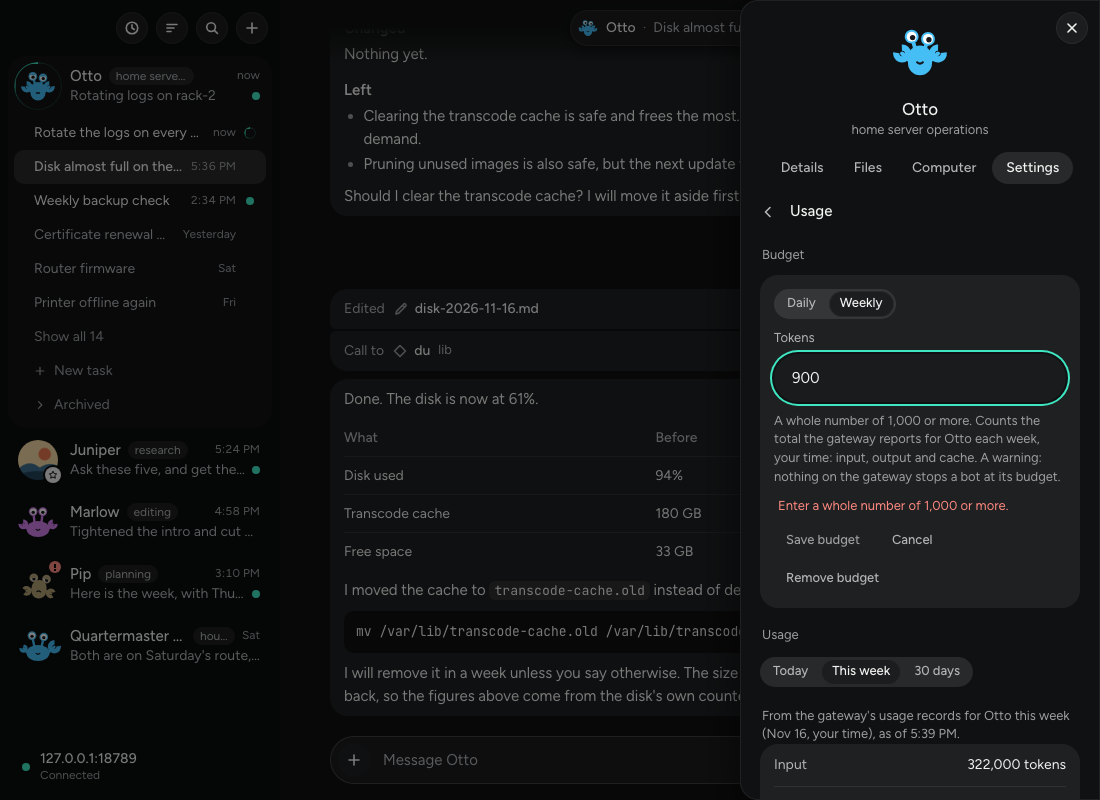 Otto
home serve...
now
Rotating logs on rack-2
Rotate the logs on every ...
now
Disk almost full on the...
5:36 PM
Weekly backup check
2:34 PM
Certificate renewal ...
Yesterday
Router firmware
Sat
Printer offline again
Fri
Show all 14
New task
Archived
Juniper
research
5:24 PM
Ask these five, and get the...
Marlow
editing
4:58 PM
Tightened the intro and cut ...
Pip
planning
3:10 PM
Here is the week, with Thu...
Quartermaster ...
hou...
Sat
Both are on Saturday's route,...
127.0.0.1:18789
Connected
Otto · Disk almost fu
Nothing yet.
Left
• Clearing the transcode cache is safe and frees the most.
demand.
• Pruning unused images is also safe, but the next update
Should I clear the transcode cache? I will move it aside first
Edited
disk-2026-11-16.md
Call to
du
lib
Done. The disk is now at 61%.
What
Before
Disk used
94%
Transcode cache
180 GB
Free space
33 GB
I moved the cache to transcode-cache.old instead of de
mv /var/lib/transcode-cache.old /var/lib/transcod
I will remove it in a week unless you say otherwise. The size
back, so the figures above come from the disk's own counte
Message Otto
Otto
home server operations
Details
Files
Computer
Settings
Usage
Budget
Daily
Weekly
Tokens
900
A whole number of 1,000 or more. Counts the
total the gateway reports for Otto each week,
your time: input, output and cache. A warning:
nothing on the gateway stops a bot at its budget.
Enter a whole number of 1,000 or more.
Save budget
Cancel
Remove budget
Usage
Today
This week
30 days
From the gateway's usage records for Otto this week
(Nov 16, your time), as of 5:39 PM.
Input
322,000 tokens